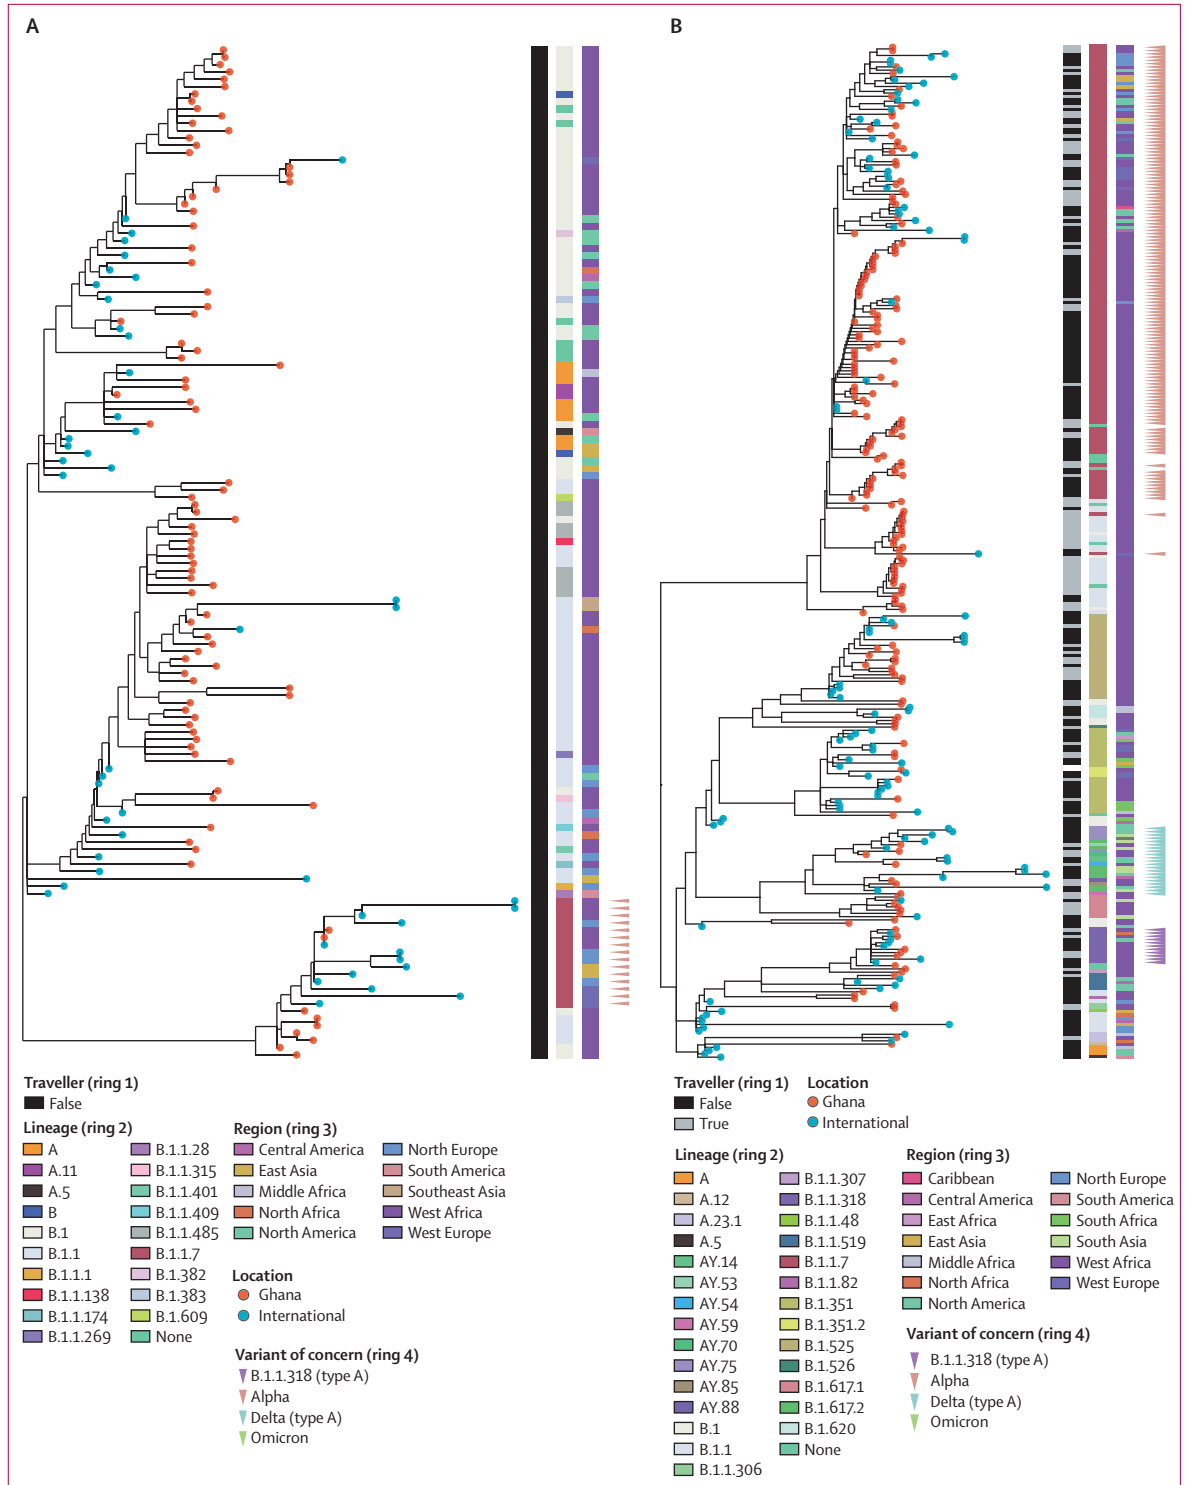 A
B
Traveller (ring 1)
False
Lineage (ring 2)
A
A.11
A.5
B
B.1
B.1.1
B.1.1.1
B.1.1.138
B.1.1.174
B.1.1.269
B.1.1.28
B.1.1.315
B.1.1.401
B.1.1.409
B.1.1.485
B.1.1.7
B.1.382
B.1.383
B.1.609
None
Region (ring 3)
Central America
East Asia
Middle Africa
North Africa
North America
North Europe
South America
Southeast Asia
West Africa
West Europe
Location
Ghana
International
Variant of concern (ring 4)
B.1.1.318 (type A)
Alpha
Delta (type A)
Omicron
Traveller (ring 1)
False
True
Location
Ghana
International
Lineage (ring 2)
A
A.12
A.23.1
A.5
AY.14
AY.53
AY.54
AY.59
AY.70
AY.75
AY.85
AY.88
B.1
B.1.1
B.1.1.306
B.1.1.307
B.1.1.318
B.1.1.48
B.1.1.519
B.1.1.7
B.1.1.82
B.1.351
B.1.351.2
B.1.525
B.1.526
B.1.617.1
B.1.617.2
B.1.620
None
Region (ring 3)
Caribbean
Central America
East Africa
East Asia
Middle Africa
North Africa
North America
North Europe
South America
South Africa
South Asia
West Africa
West Europe
Variant of concern (ring 4)
B.1.1.318 (type A)
Alpha
Delta (type A)
Omicron